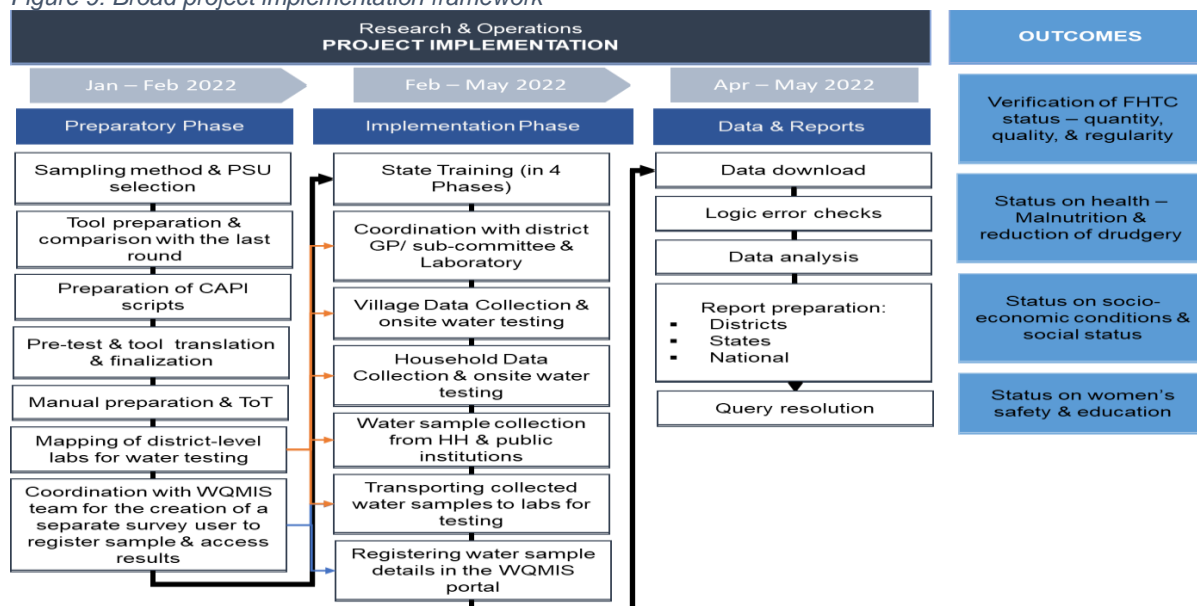 Figure 9. Broad project implementation framework
Research & Operations
PROJECT IMPLEMENTATION
Jan – Feb 2022
Feb – May 2022
Apr – May 2022
Preparatory Phase
Implementation Phase
Data & Reports
Sampling method & PSU
selection
Tool preparation &
comparison with the last
round
Preparation of CAPI
scripts
Pre-test & tool translation
& finalization
Manual preparation & ToT
Mapping of district-level
labs for water testing
Coordination with WQMIS
team for the creation of a
separate survey user to
register sample & access
results
State Training (in 4
Phases)
Coordination with district
GP/ sub-committee &
Laboratory
Village Data Collection &
onsite water testing
Household Data
Collection & onsite water
testing
Water sample collection
from HH & public
institutions
Transporting collected
water samples to labs for
testing
Registering water sample
details in the WQMIS
portal
Data download
Logic error checks
Data analysis
Report preparation:
▪ Districts
▪ States
▪ National
Query resolution
OUTCOMES
Verification of FHTC
status – quantity,
quality, & regularity
Status on health –
Malnutrition &
reduction of drudgery
Status on socio-
economic conditions &
social status
Status on women's
safety & education